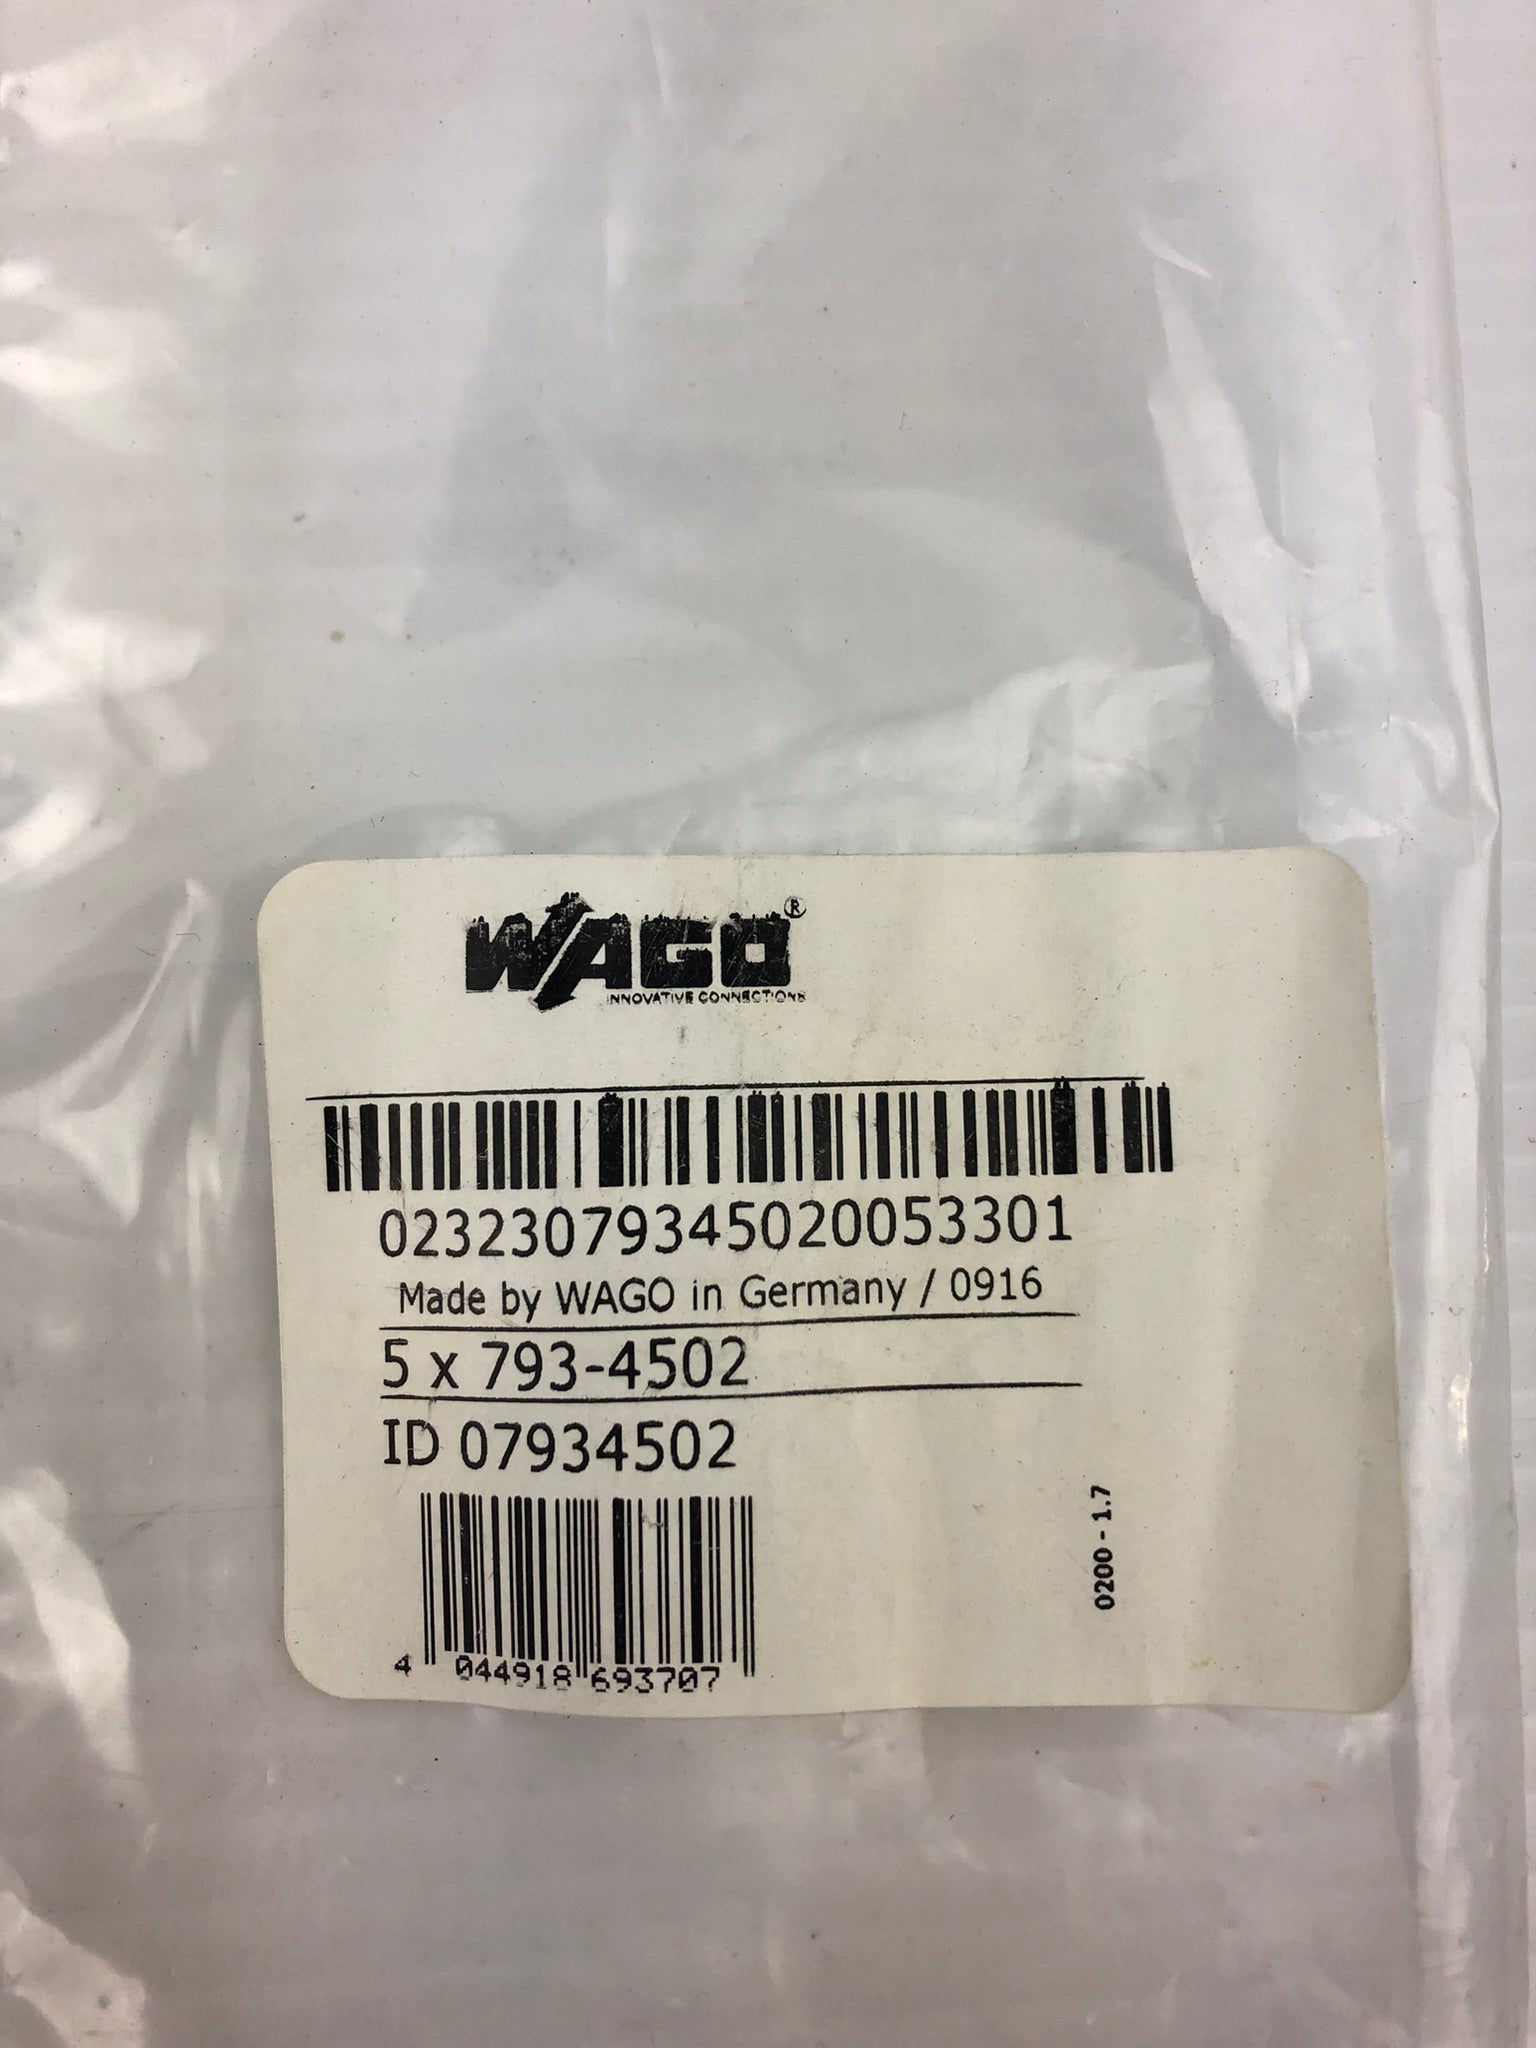 WAGO®
INNOVATIVE CONNECTIONS
02323079345020053301
Made by WAGO in Germany / 0916
5 x 793-4502
ID 07934502
0200 - 1.7
4 044918 693707